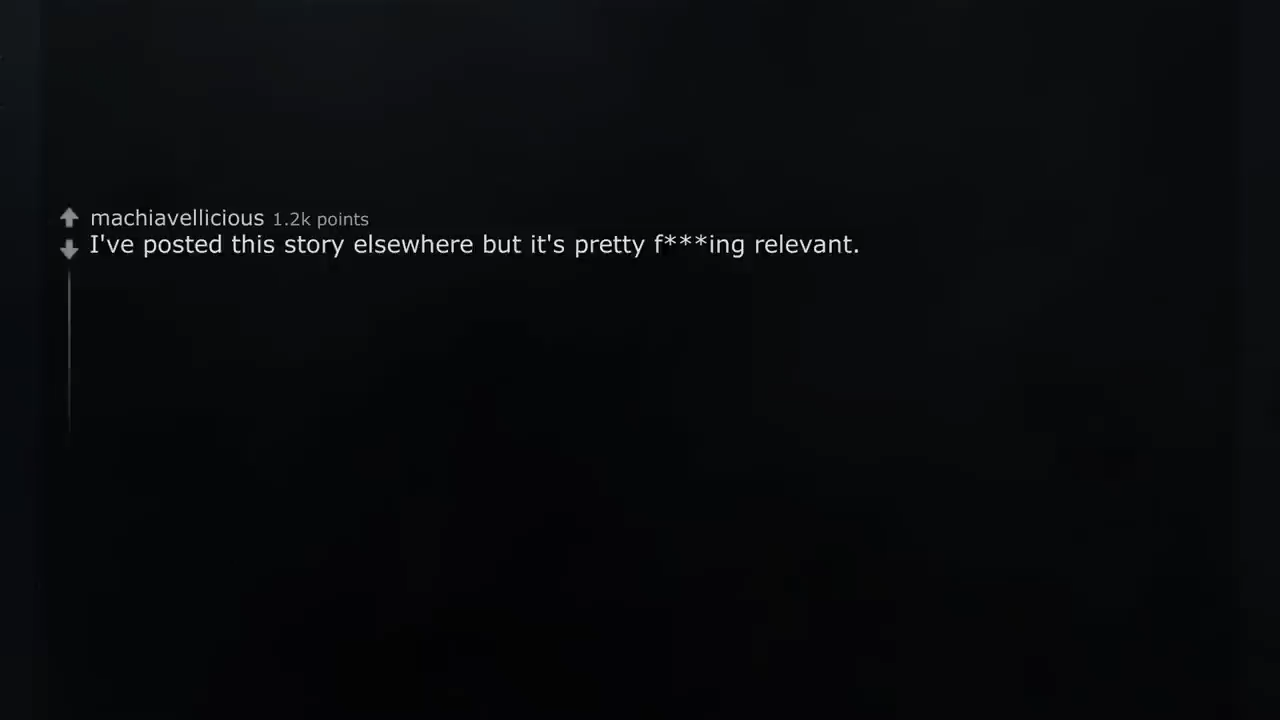 machiavellicious 1.2k points
I've posted this story elsewhere but it's pretty f***ing relevant.